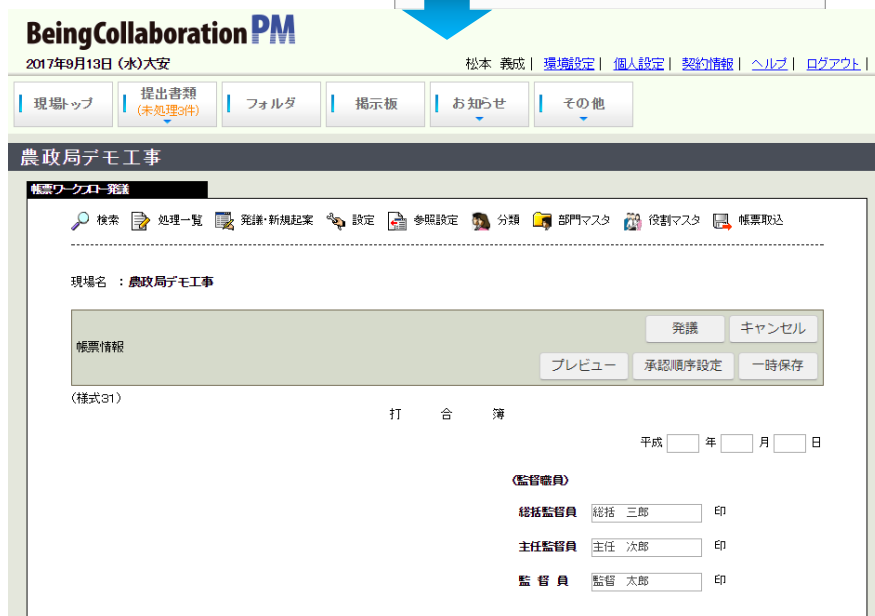 BeingCollaboration PM
2017年9月13日 (水)大安
松本 義成 | 環境設定 | 個人設定 | 契約情報 | ヘルプ | ログアウト |
現場トップ
提出書類
(未処理3件)
フォルダ
掲示板
お知らせ
その他
農政局デモ工事
帳票ワークフロー発議
検索 処理一覧 発議・新規起案 設定 参照設定 分類 部門マスタ 役割マスタ 帳票取込
現場名 : 農政局デモ工事
帳票情報
発議 キャンセル
プレビュー 承認順序設定 一時保存
(様式31)
打 合 簿
平成 年 月 日
(監督職員)
総括監督員 総括 三郎 印
主任監督員 主任 次郎 印
監 督 員 監督 太郎 印